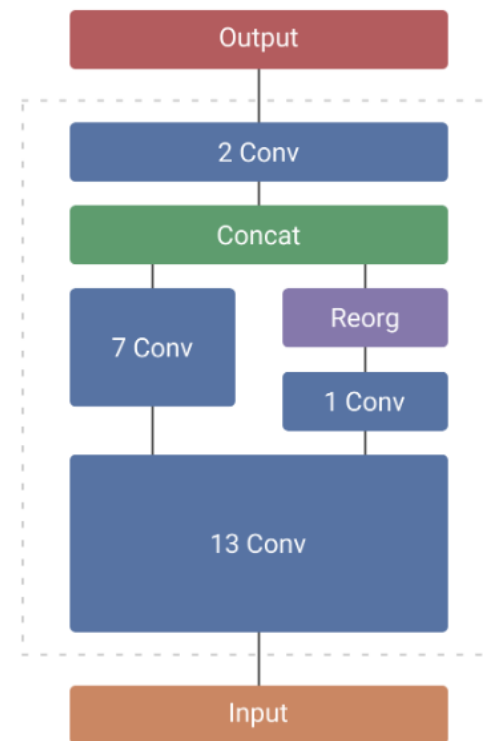 Output
2 Conv
Concat
7 Conv
Reorg
1 Conv
13 Conv
Input